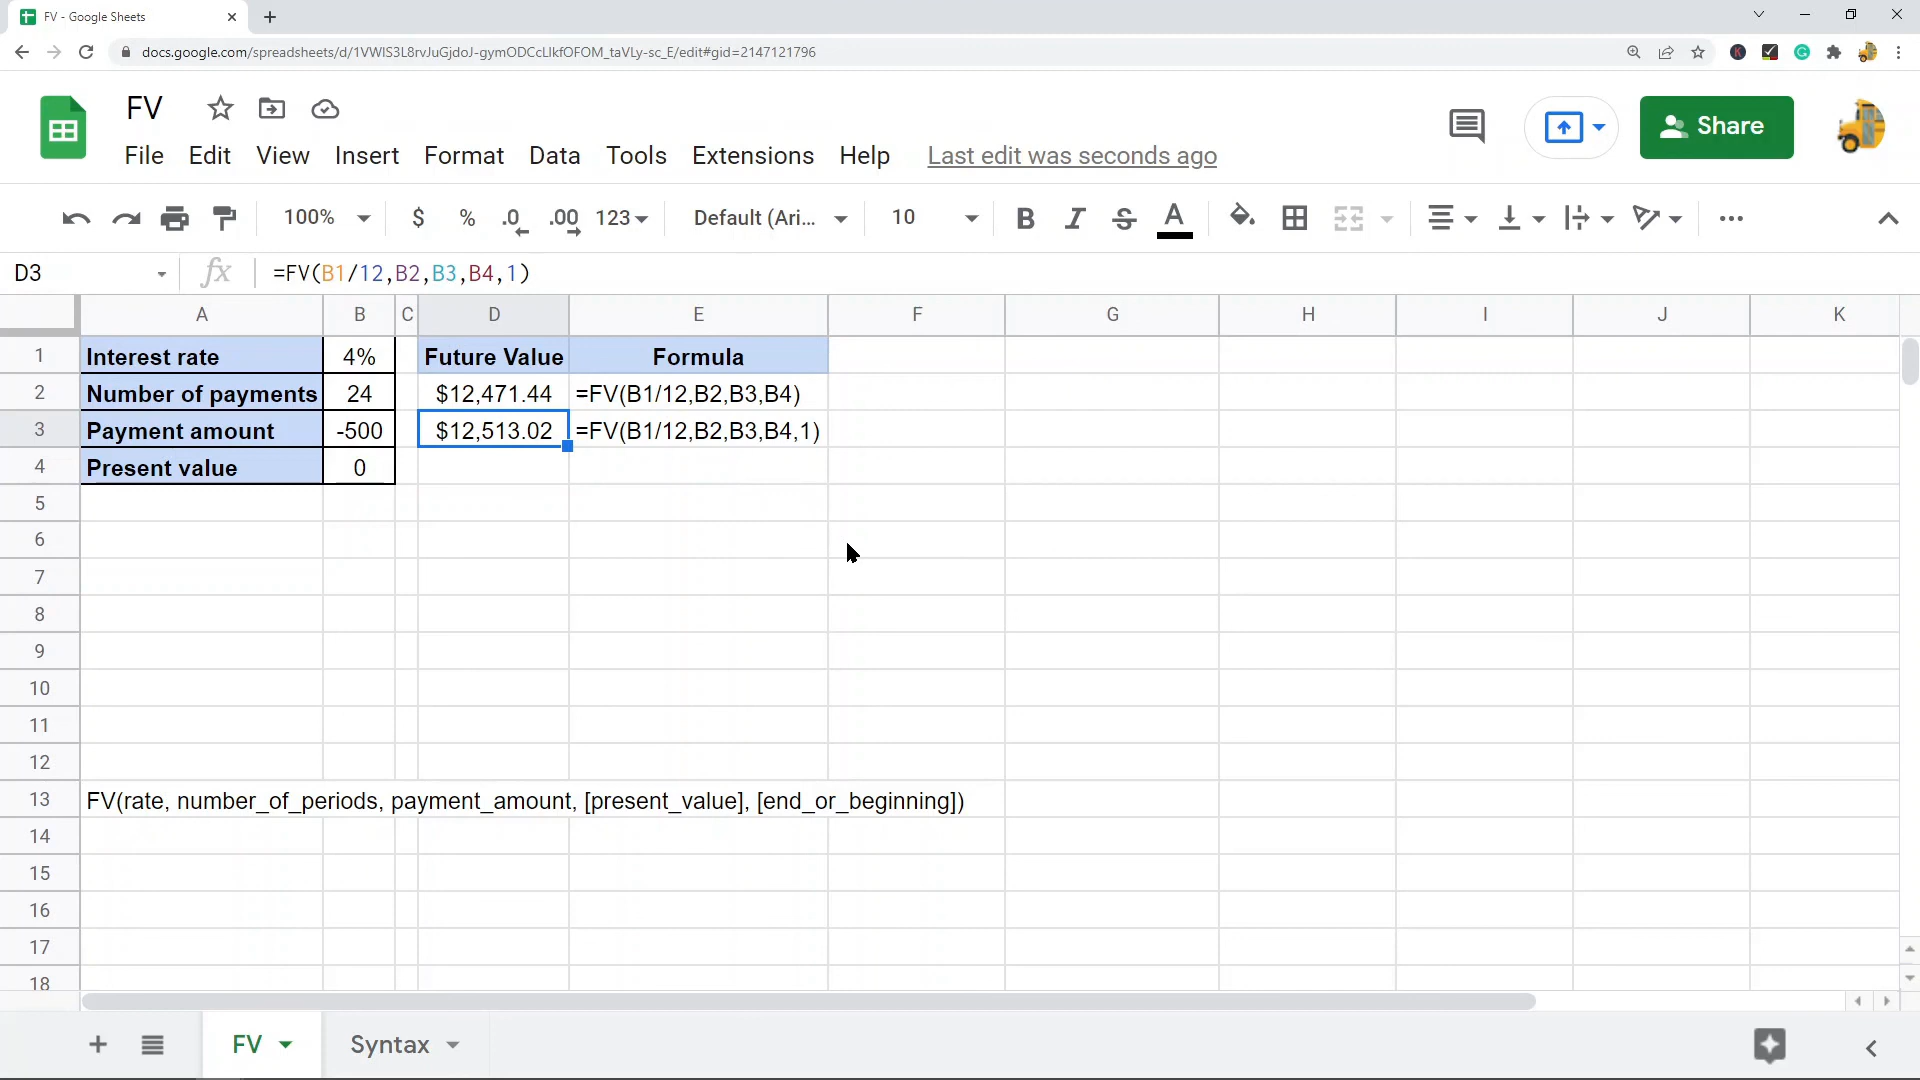 FV - Google Sheets
docs.google.com/spreadsheets/d/1VWIS3L8rvJuGjdoJ-gymODCcLIkfOFOM_taVLy-sc_E/edit#gid=2147121796
FV
Share
File Edit View Insert Format Data Tools Extensions Help Last edit was seconds ago
100% $ % .0 .00 123 Default (Ari... 10 B I S A
D3 fx =FV(B1/12,B2,B3,B4,1)
A B C D E F G H I J K
1 Interest rate 4% Future Value Formula
2 Number of payments 24 $12,471.44 =FV(B1/12,B2,B3,B4)
3 Payment amount -500 $12,513.02 =FV(B1/12,B2,B3,B4,1)
4 Present value 0
5
6
7
8
9
10
11
12
13 FV(rate, number_of_periods, payment_amount, [present_value], [end_or_beginning])
14
15
16
17
18
FV Syntax